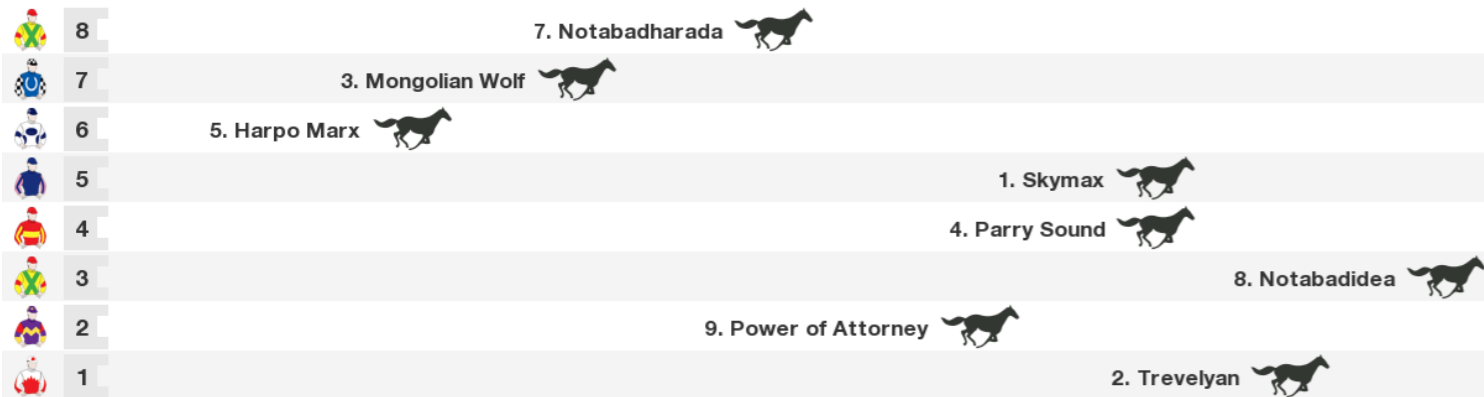 8 7. Notabadharada
7 3. Mongolian Wolf
6 5. Harpo Marx
5 1. Skymax
4 4. Parry Sound
3 8. Notabadidea
2 9. Power of Attorney
1 2. Trevelyan